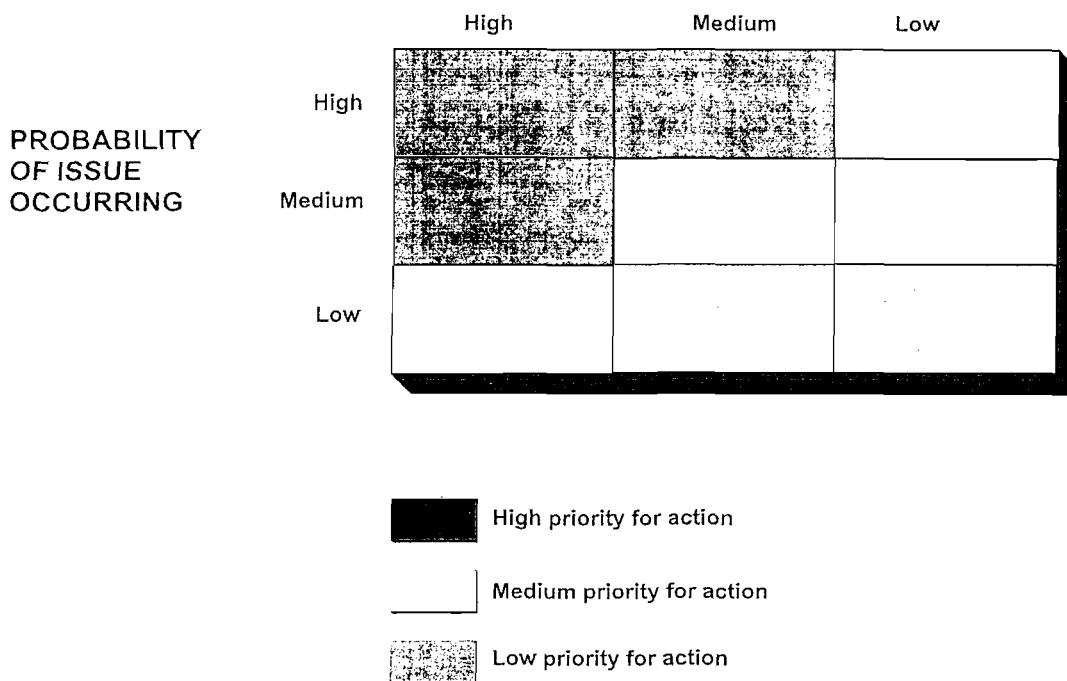 High Medium Low
High
PROBABILITY
OF ISSUE
OCCURRING
Medium
Low
High priority for action
Medium priority for action
Low priority for action